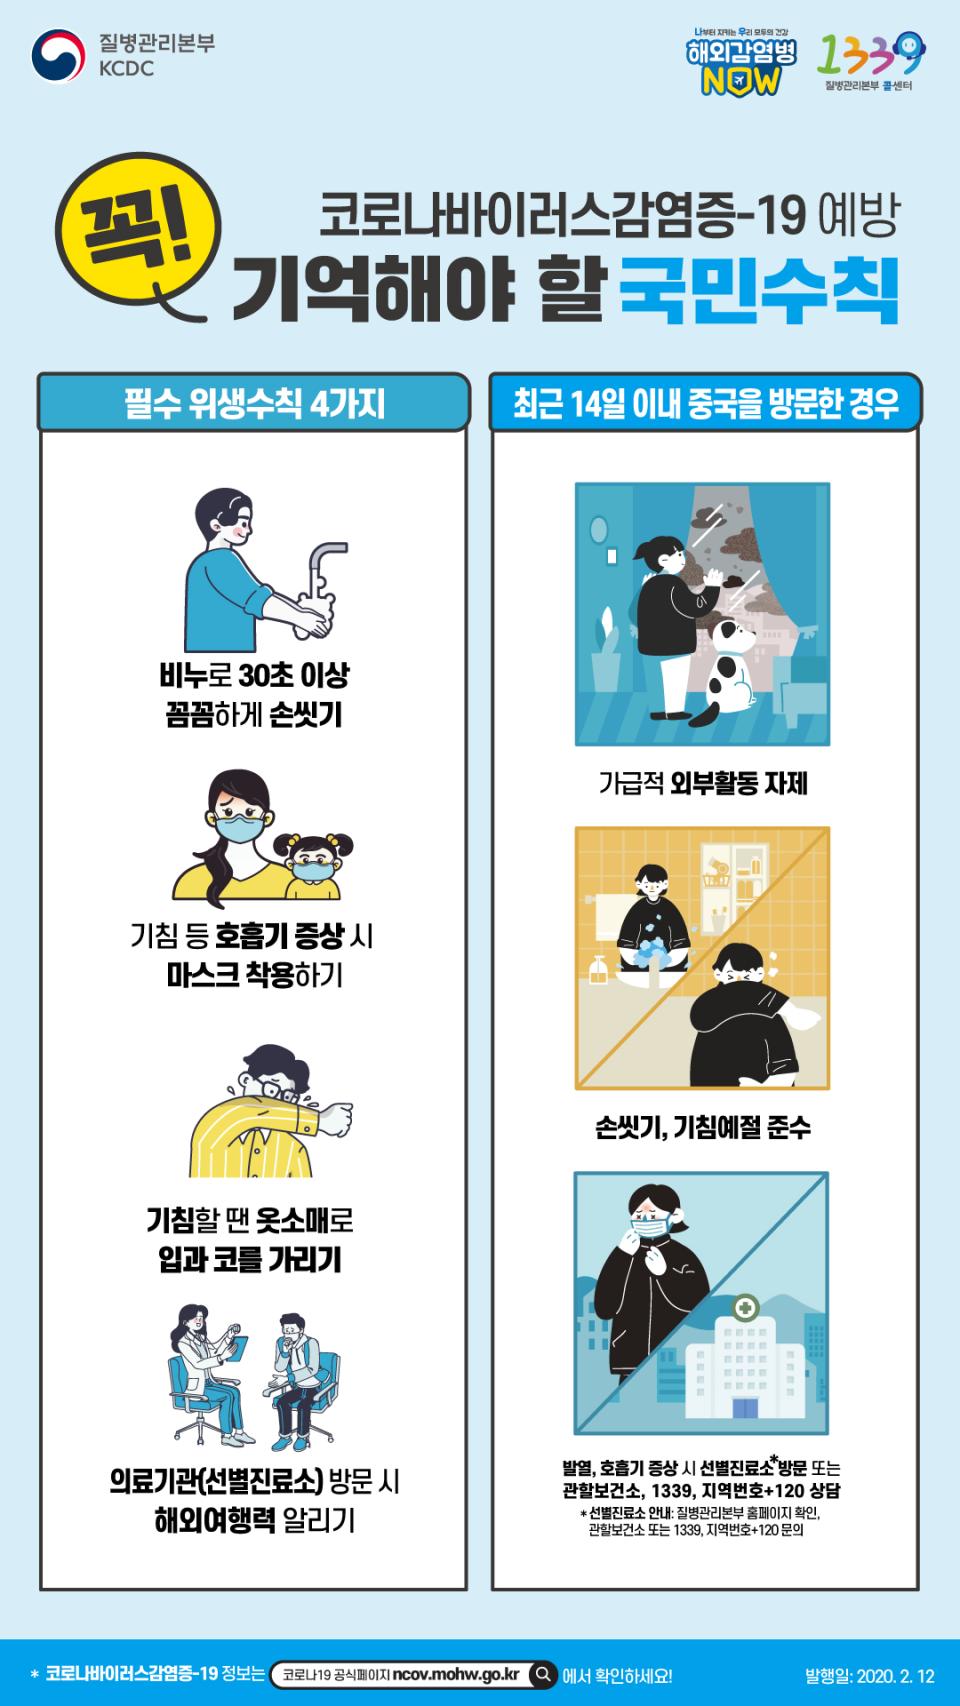 질병관리본부
KCDC
나부터 지키는 우리 모두의 건강
해외감염병
NOW
1339
질병관리본부 콜센터
꼭!
코로나바이러스감염증-19 예방
기억해야 할 국민수칙
필수 위생수칙 4가지
비누로 30초 이상
꼼꼼하게 손씻기
기침 등 호흡기 증상 시
마스크 착용하기
기침할 땐 옷소매로
입과 코를 가리기
의료기관(선별진료소) 방문 시
해외여행력 알리기
최근 14일 이내 중국을 방문한 경우
가급적 외부활동 자제
손씻기, 기침예절 준수
발열, 호흡기 증상 시 선별진료소*방문 또는
관할보건소, 1339, 지역번호+120 상담
* 선별진료소 안내: 질병관리본부 홈페이지 확인,
관할보건소 또는 1339, 지역번호+120 문의
* 코로나바이러스감염증-19 정보는 코로나19 공식페이지 ncov.mohw.go.kr 에서 확인하세요!
발행일: 2020. 2. 12